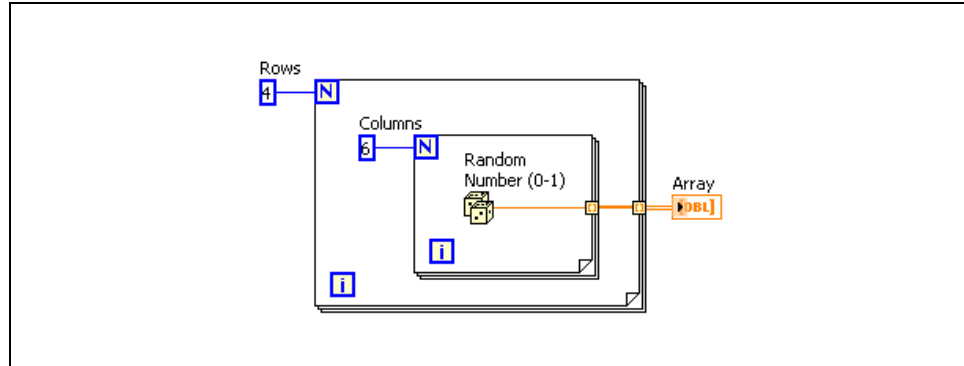 Rows
4
N
Columns
6
N
Random
Number (0-1)
Array
DBL]
i
i